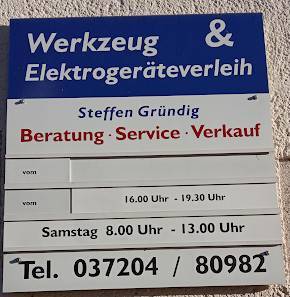 Werkzeug &
Elektrogeräteverleih
Steffen Gründig
Beratung · Service · Verkauf
vom
vom 16.00 Uhr - 19.30 Uhr
Samstag 8.00 Uhr - 13.00 Uhr
Tel. 037204 / 80982